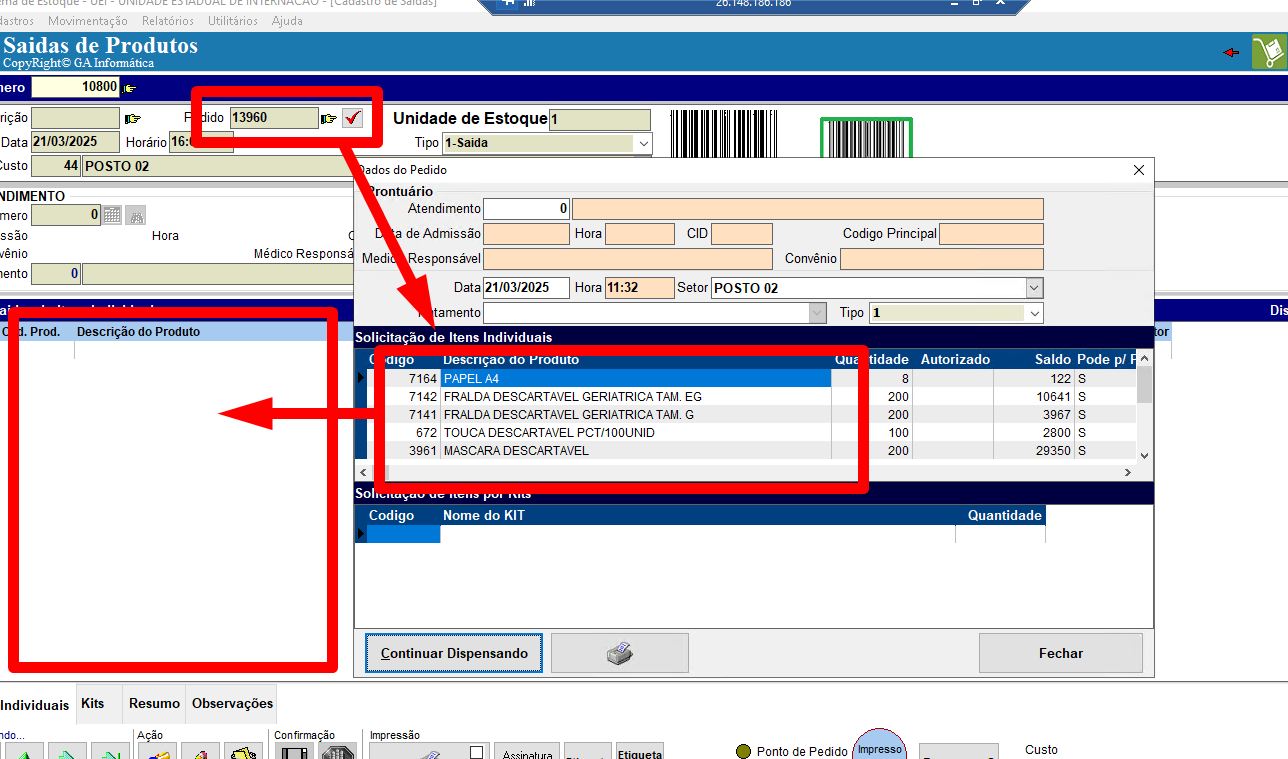 ema de Estoque - UEI - UNIDADE ESTADUAL DE INTERNAÇÃO - [Cadastro de Saídas]
26.148.186.186
dastros Movimentação Relatórios Utilitários Ajuda
Saidas de Produtos
CopyRight© GA Informática
mero 10800
rição Pedido 13960 Unidade de Estoque 1
Data 21/03/2025 Horário 16:0 Tipo 1-Saida
Custo 44 POSTO 02
Dados do Pedido
NDIMENTO
Prontuário
mero 0
Atendimento 0
ssão Hora
Data de Admissão Hora CID Codigo Principal
vênio Médico Responsá
Medico Responsável Convênio
mento 0
Data 21/03/2025 Hora 11:32 Setor POSTO 02
Tratamento Tipo 1
Dis
Cod. Prod. Descrição do Produto
tor
Solicitação de Itens Individuais
Codigo Descrição do Produto Quantidade Autorizado Saldo Pode p/ F
7164 PAPEL A4 8 122 S
7142 FRALDA DESCARTAVEL GERIATRICA TAM. EG 200 10641 S
7141 FRALDA DESCARTAVEL GERIATRICA TAM. G 200 3967 S
672 TOUCA DESCARTAVEL PCT/100UNID 100 2800 S
3961 MASCARA DESCARTAVEL 200 29350 S
Solicitação de Itens por Kits
Codigo Nome do KIT Quantidade
Continuar Dispensando Fechar
Individuais Kits Resumo Observações
ndo... Ação Confirmação Impressão
Assinatura Etiqueta Ponto de Pedido Impresso Custo